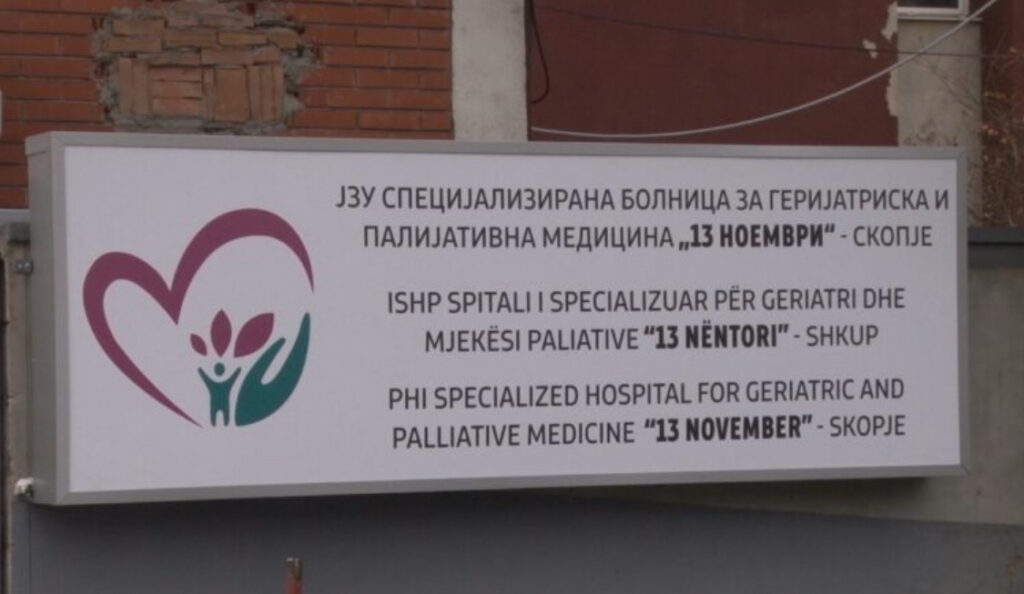 ЈЗУ СПЕЦИЈАЛИЗИРАНА БОЛНИЦА ЗА ГЕРИЈАТРИСКА И
ПАЛИЈАТИВНА МЕДИЦИНА „13 НОЕМВРИ“ - СКОПЈЕ
ISHP SPITALI I SPECIALIZUAR PËR GERIATRI DHE
MJEKËSI PALIATIVE “13 NËNTORI” - SHKUP
PHI SPECIALIZED HOSPITAL FOR GERIATRIC AND
PALLIATIVE MEDICINE “13 NOVEMBER” - SKOPJE